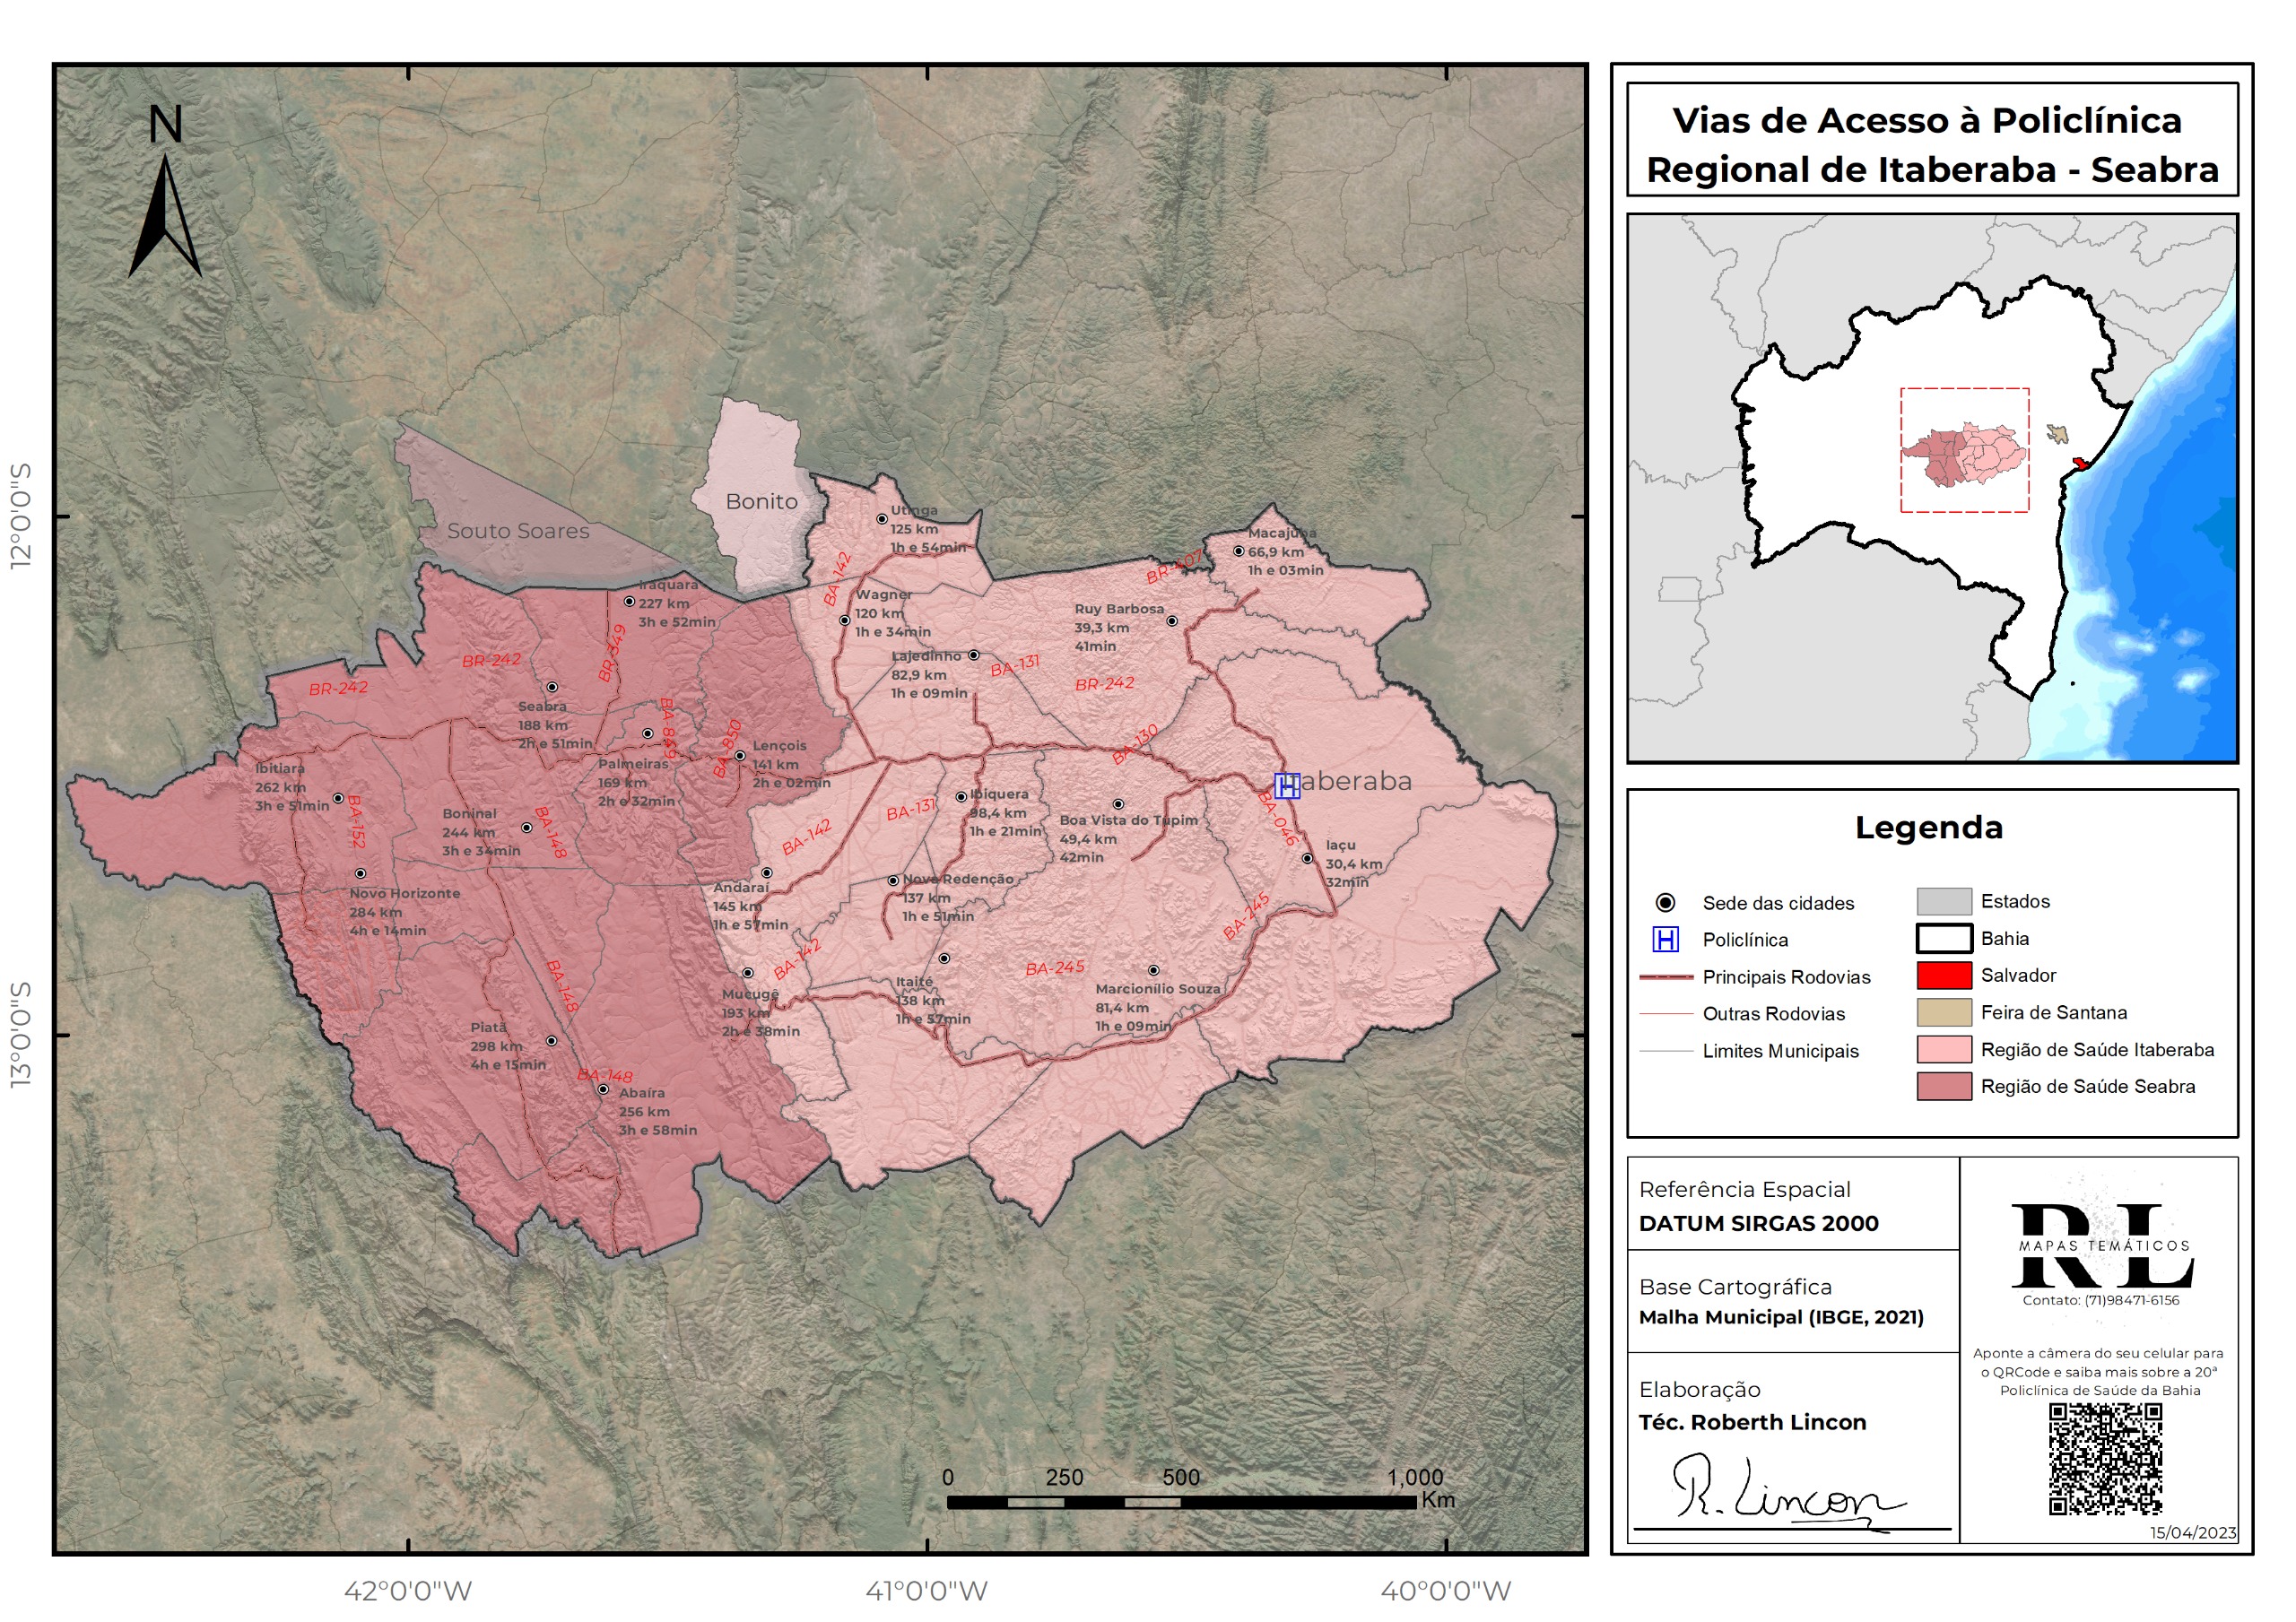 Vias de Acesso à Policlínica
Regional de Itaberaba - Seabra
N
12°0'0"S
13°0'0"S
42°0'0"W
41°0'0"W
40°0'0"W
Souto Soares
Bonito
Utinga
125 km
1h e 54min
Macajuba
66,9 km
1h e 03min
BR-407
BA-142
Iraquara
227 km
3h e 52min
Wagner
120 km
1h e 34min
Ruy Barbosa
39,3 km
41min
BR-242
BR-349
Lajedinho
82,9 km
1h e 09min
BA-131
BR-242
BR-242
Seabra
188 km
2h e 51min
BA-849
BA-850
Lençois
141 km
2h e 02min
BA-130
Palmeiras
169 km
2h e 32min
Ibitiara
262 km
3h e 51min
BA-152
Boninal
244 km
3h e 34min
BA-148
BA-142
BA-131
Ibiquera
98,4 km
1h e 21min
Boa Vista do Tupim
49,4 km
42min
H
Itaberaba
BA-046
Iaçu
30,4 km
32min
Novo Horizonte
284 km
4h e 14min
Andaraí
145 km
1h e 57min
Nova Redenção
137 km
1h e 51min
BA-245
BA-142
BA-148
Mucugê
193 km
2h e 38min
Itaité
138 km
1h e 57min
BA-245
Marcionílio Souza
81,4 km
1h e 09min
Piatã
298 km
4h e 15min
BA-148
Abaíra
256 km
3h e 58min
0 250 500 1,000
Km
Legenda
Sede das cidades
H Policlínica
Principais Rodovias
Outras Rodovias
Limites Municipais
Estados
Bahia
Salvador
Feira de Santana
Região de Saúde Itaberaba
Região de Saúde Seabra
Referência Espacial
DATUM SIRGAS 2000
Base Cartográfica
Malha Municipal (IBGE, 2021)
Elaboração
Téc. Roberth Lincon
R. Lincon
RL
MAPAS TEMÁTICOS
Contato: (71)98471-6156
Aponte a câmera do seu celular para
o QRCode e saiba mais sobre a 20ª
Policlínica de Saúde da Bahia
15/04/2023